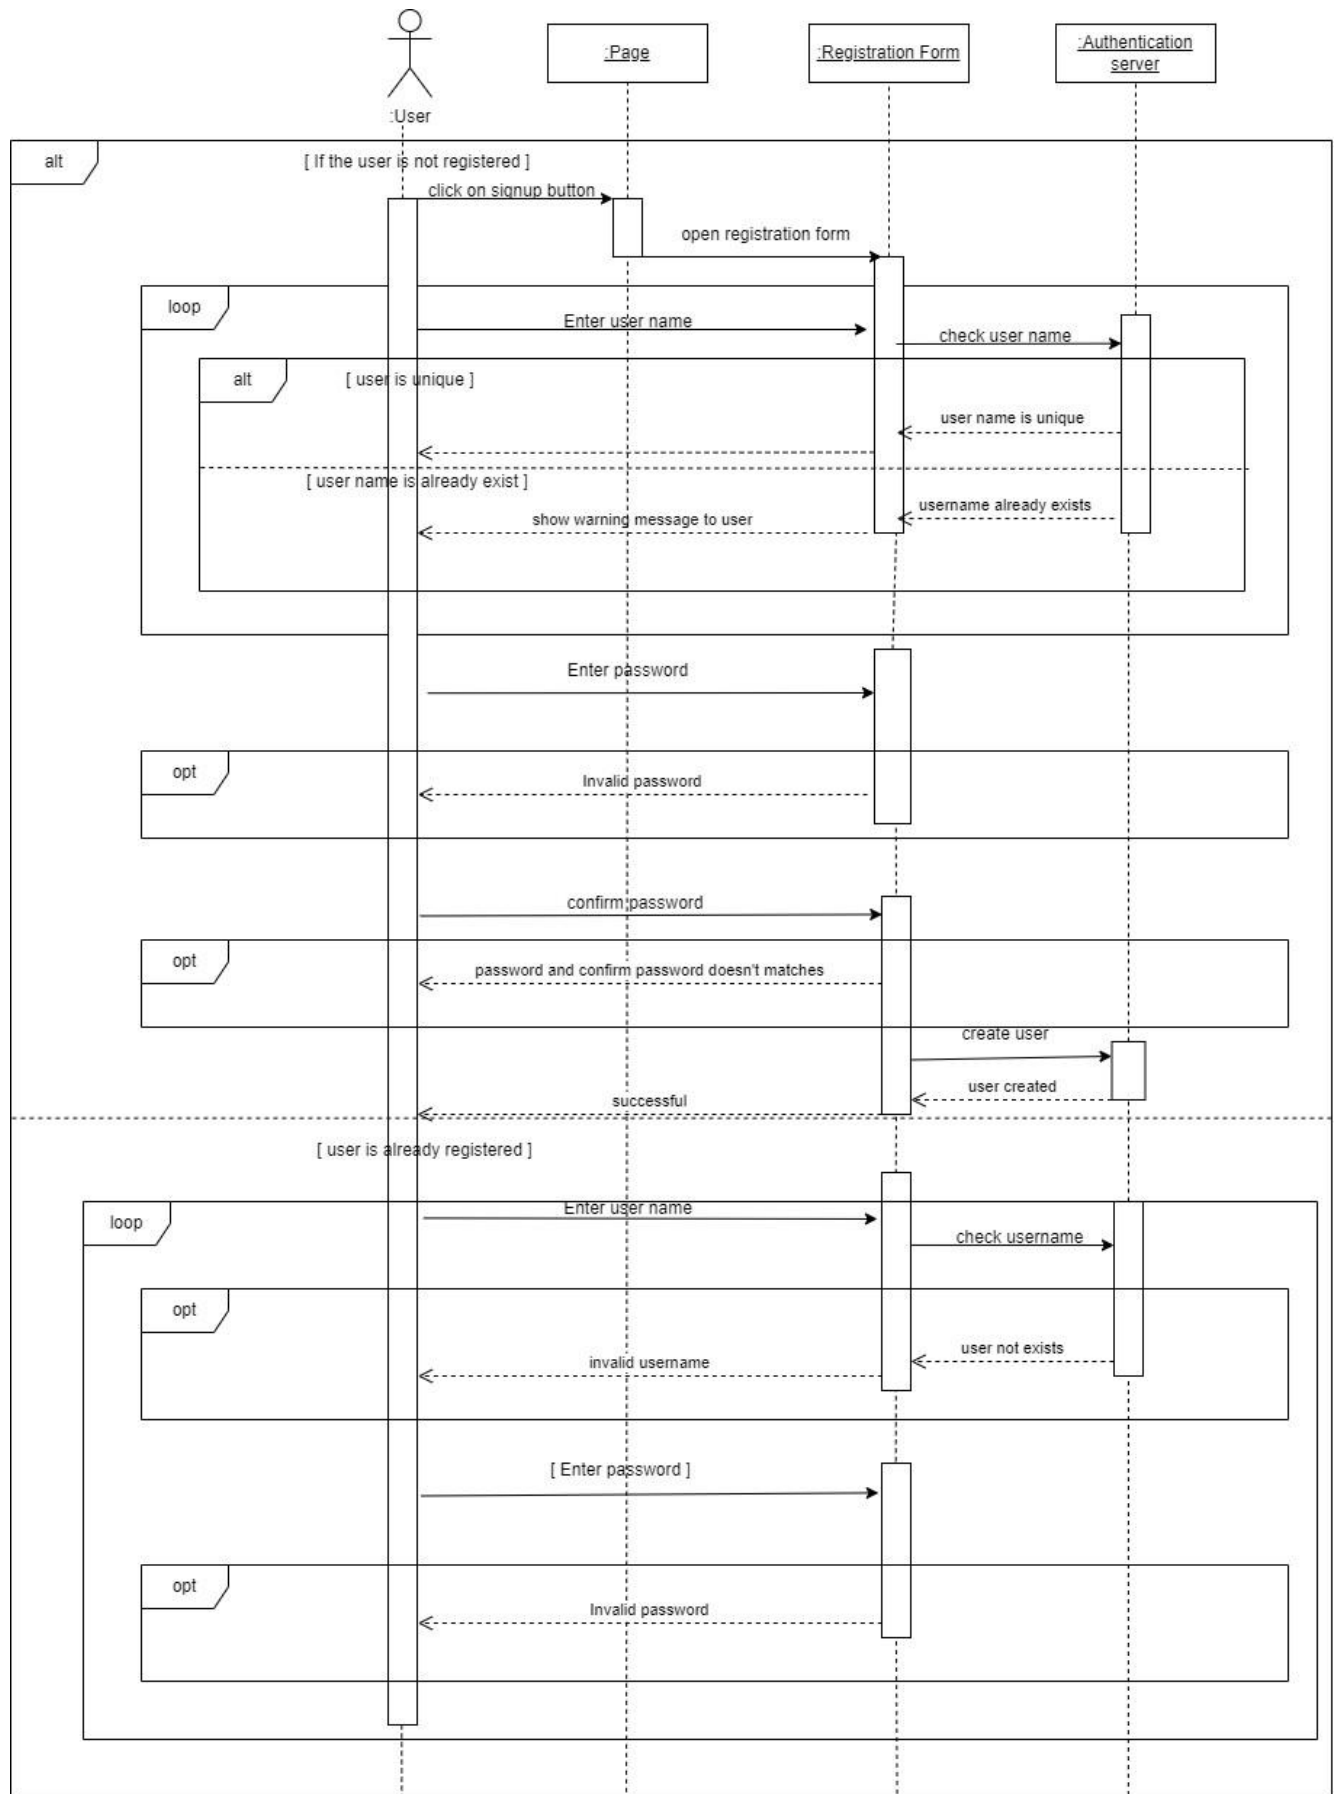 :User
:Page
:Registration Form
:Authentication
server
alt
[ If the user is not registered ]
click on signup button
open registration form
loop
Enter user name
check user name
alt
[ user is unique ]
user name is unique
[ user name is already exist ]
username already exists
show warning message to user
Enter password
opt
Invalid password
confirm password
opt
password and confirm password doesn't matches
create user
user created
successful
[ user is already registered ]
loop
Enter user name
check username
opt
user not exists
invalid username
[ Enter password ]
opt
Invalid password